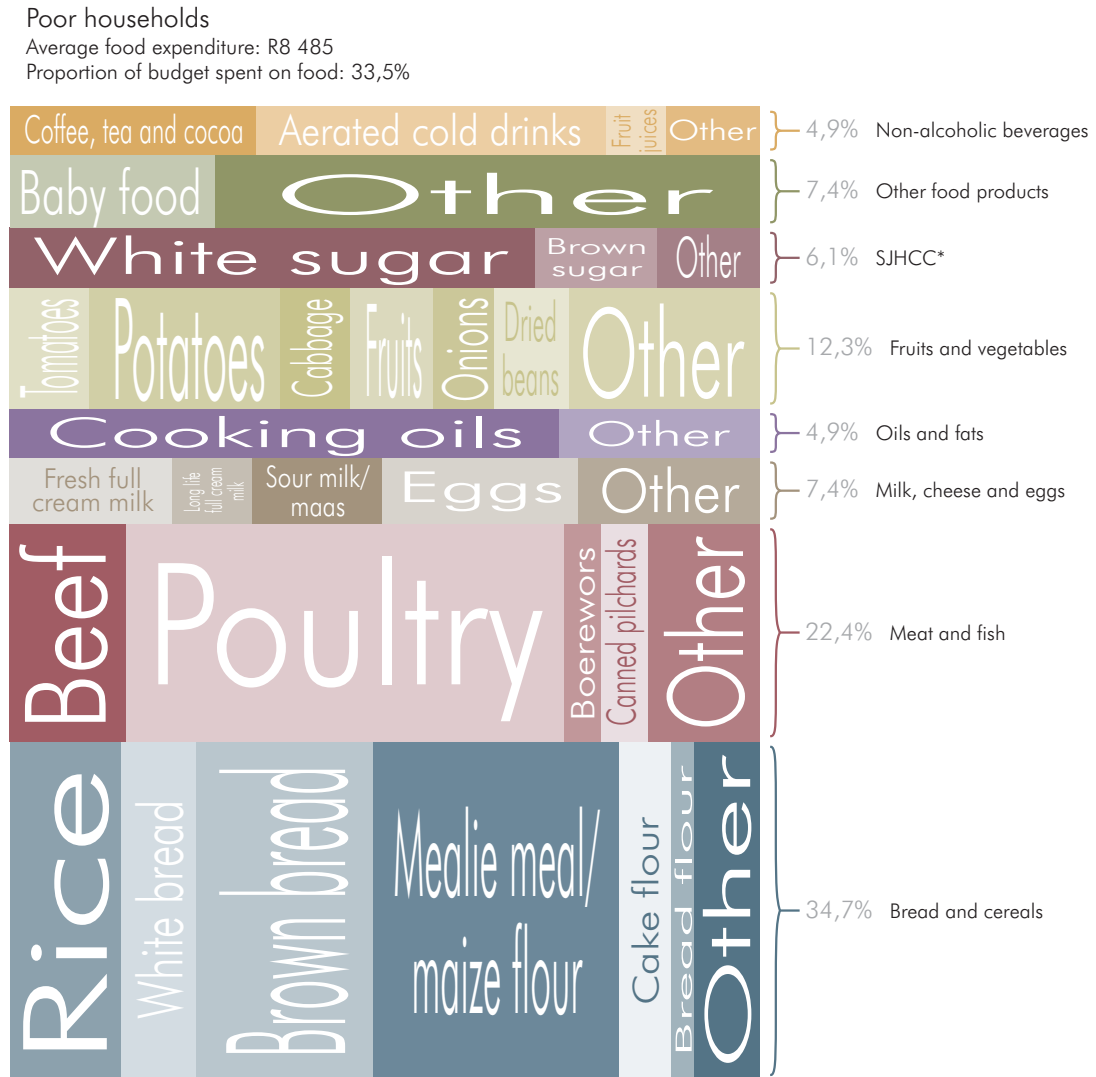 Poor households
Average food expenditure: R8 485
Proportion of budget spent on food: 33,5%
Coffee, tea and cocoa
Aerated cold drinks
Fruit
juices
Other
4,9% Non-alcoholic beverages
Baby food
Other
7,4% Other food products
White sugar
Brown
sugar
Other
6,1% SJHCC*
Tomatoes
Potatoes
Cabbage
Fruits
Onions
Dried
beans
Other
12,3% Fruits and vegetables
Cooking oils
Other
4,9% Oils and fats
Fresh full
cream milk
Long life
full cream
milk
Sour milk/
maas
Eggs
Other
7,4% Milk, cheese and eggs
Beef
Poultry
Boerewors
Canned pilchards
Other
22,4% Meat and fish
Rice
White bread
Brown bread
Mealie meal/
maize flour
Cake flour
Bread flour
Other
34,7% Bread and cereals